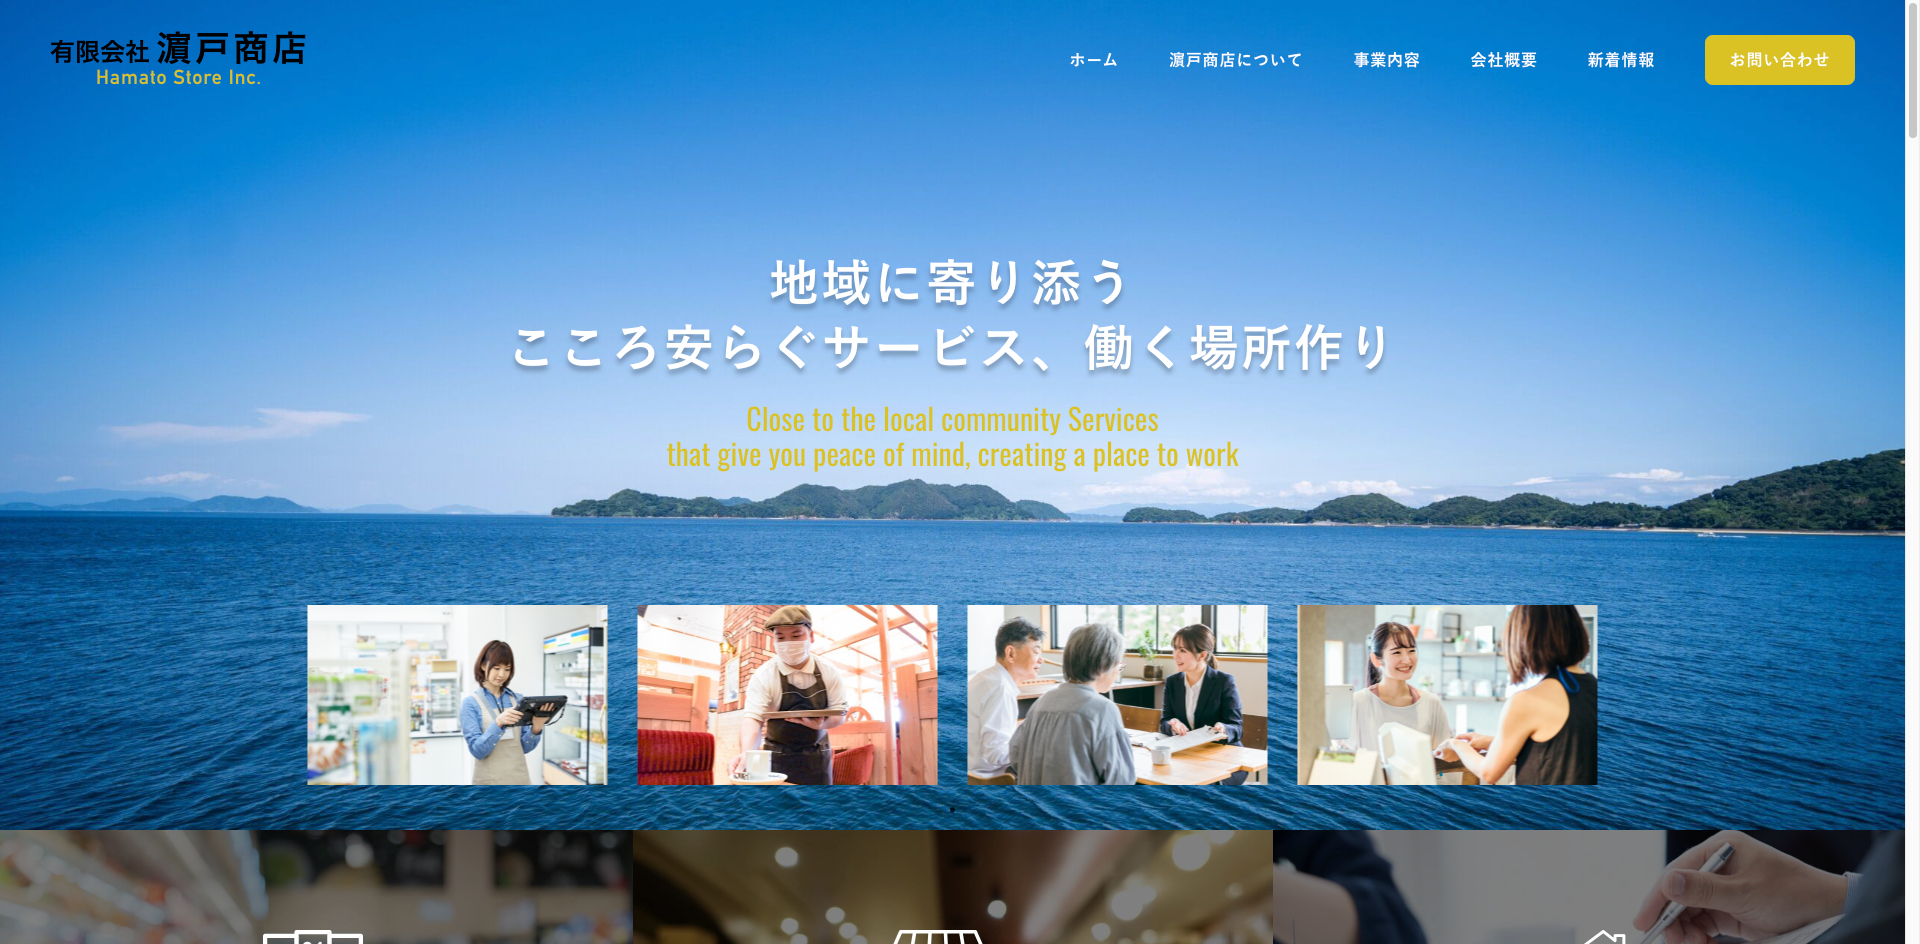 有限会社 濵戸商店
Hamato Store Inc.
ホーム
濵戸商店について
事業内容
会社概要
新着情報
お問い合わせ
地域に寄り添う
こころ安らぐサービス、働く場所作り
Close to the local community Services
that give you peace of mind, creating a place to work